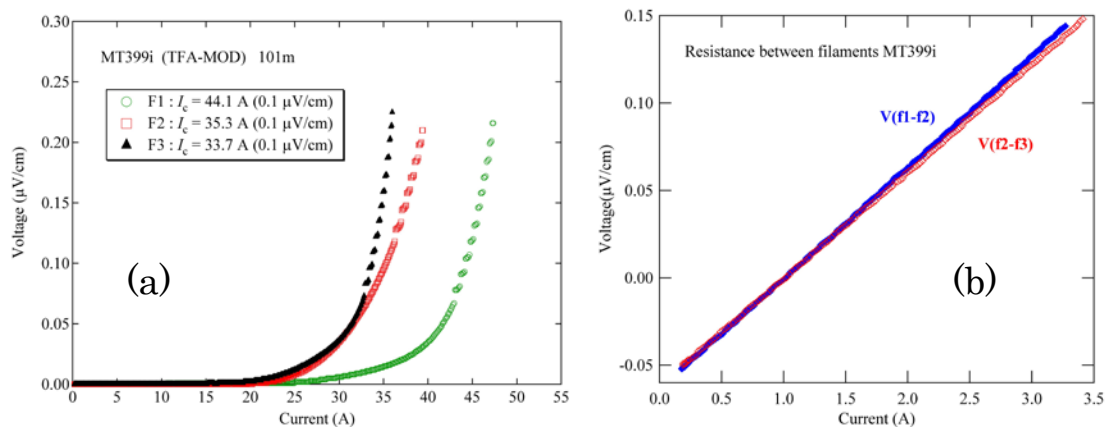 MT399i (TFA-MOD) 101m
F1 : Ic = 44.1 A (0.1 µV/cm)
F2 : Ic = 35.3 A (0.1 µV/cm)
F3 : Ic = 33.7 A (0.1 µV/cm)
(a)
Voltage (µV/cm)
0.30
0.25
0.20
0.15
0.10
0.05
0.00
0 5 10 15 20 25 30 35 40 45 50 55
Current (A)
Resistance between filaments MT399i
V(f1-f2)
V(f2-f3)
(b)
Voltage(µV/cm)
0.15
0.10
0.05
0.00
-0.05
0.0 0.5 1.0 1.5 2.0 2.5 3.0 3.5
Current (A)